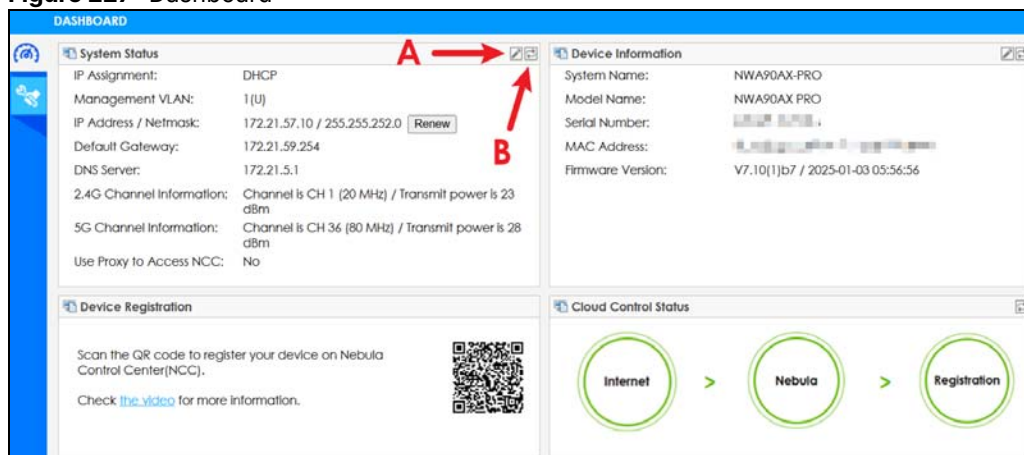 Figure 227 Dashboard
DASHBOARD
System Status
A
B
IP Assignment: DHCP
Management VLAN: 1(U)
IP Address / Netmask: 172.21.57.10 / 255.255.252.0 Renew
Default Gateway: 172.21.59.254
DNS Server: 172.21.5.1
2.4G Channel Information: Channel is CH 1 (20 MHz) / Transmit power is 23
dBm
5G Channel Information: Channel is CH 36 (80 MHz) / Transmit power is 28
dBm
Use Proxy to Access NCC: No
Device Information
System Name: NWA90AX-PRO
Model Name: NWA90AX PRO
Serial Number:
MAC Address:
Firmware Version: V7.10(1)b7 / 2025-01-03 05:56:56
Device Registration
Scan the QR code to register your device on Nebula
Control Center(NCC).
Check the video for more information.
Cloud Control Status
Internet > Nebula > Registration